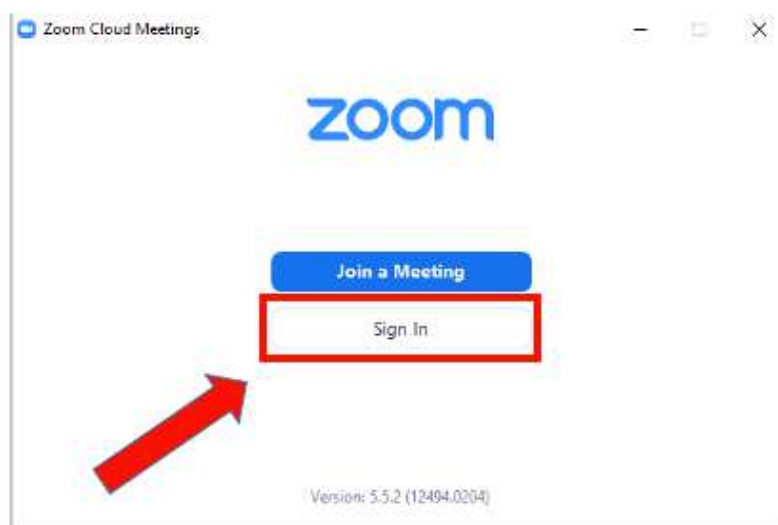 Zoom Cloud Meetings
zoom
Join a Meeting
Sign In
Version: 5.5.2 (12494.0204)